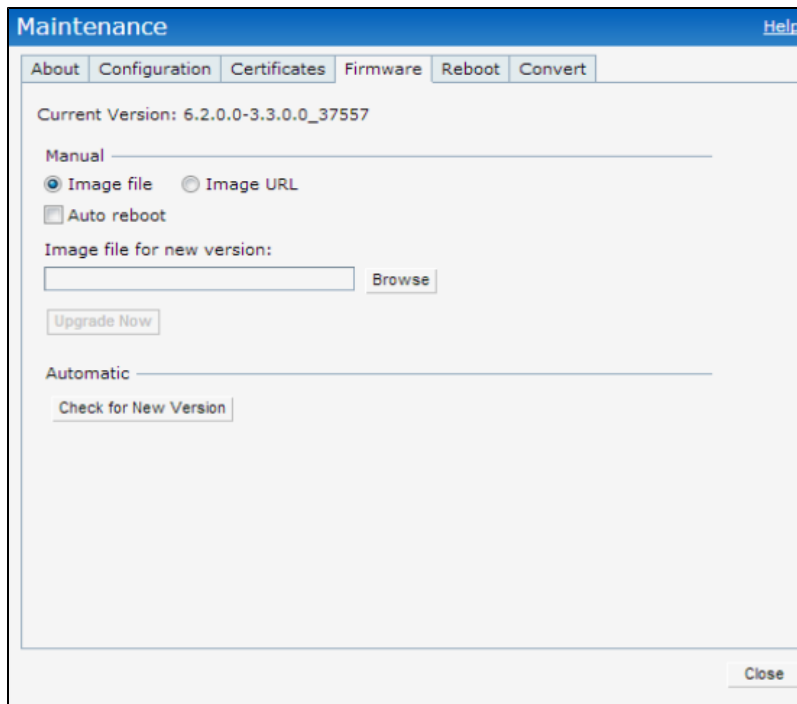 Maintenance Help
About Configuration Certificates Firmware Reboot Convert
Current Version: 6.2.0.0-3.3.0.0_37557
Manual
Image file Image URL
Auto reboot
Image file for new version:
Browse
Upgrade Now
Automatic
Check for New Version
Close